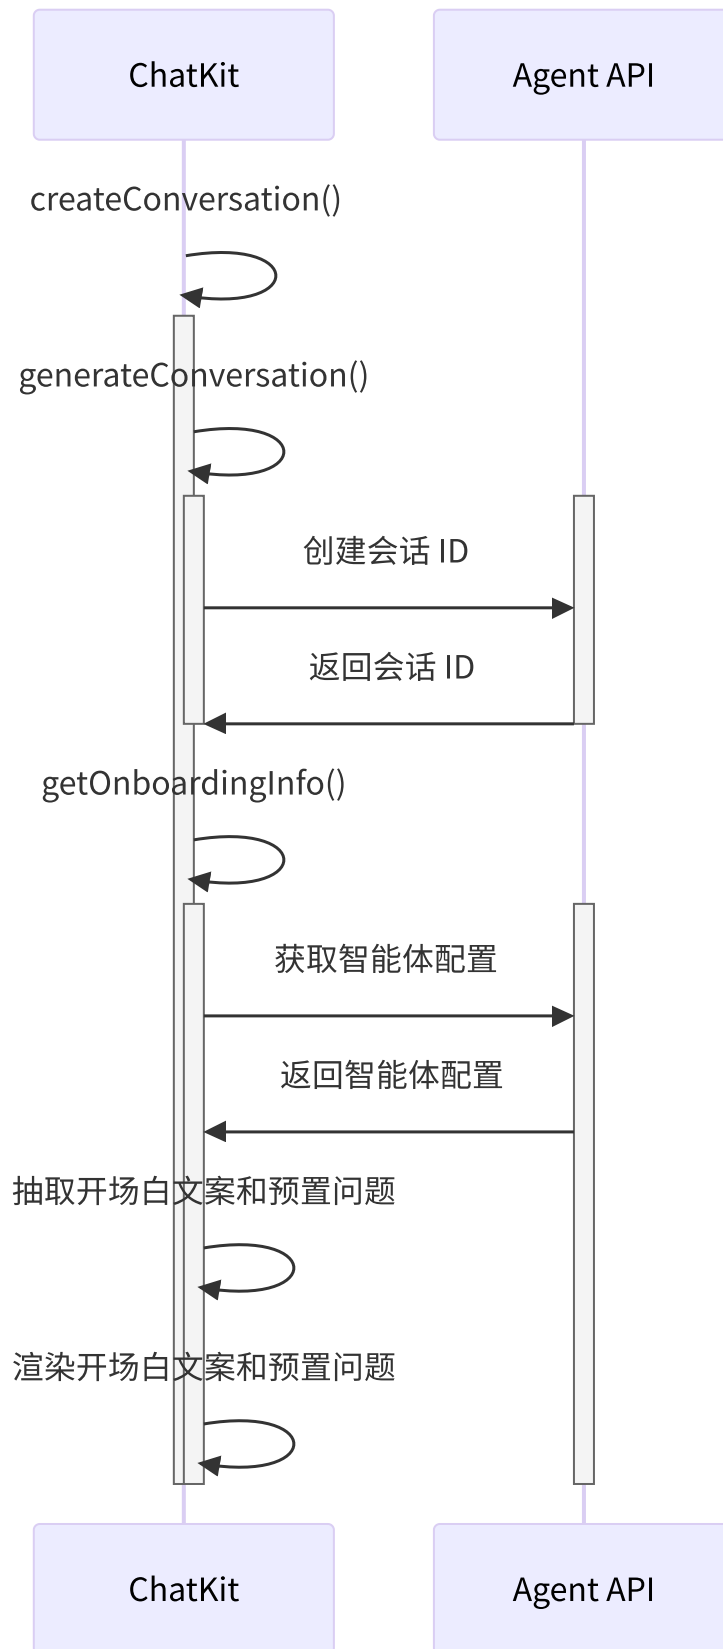 ChatKit
Agent API
createConversation()
generateConversation()
创建会话 ID
返回会话 ID
getOnboardingInfo()
获取智能体配置
返回智能体配置
抽取开场白文案和预置问题
渲染开场白文案和预置问题
ChatKit
Agent API